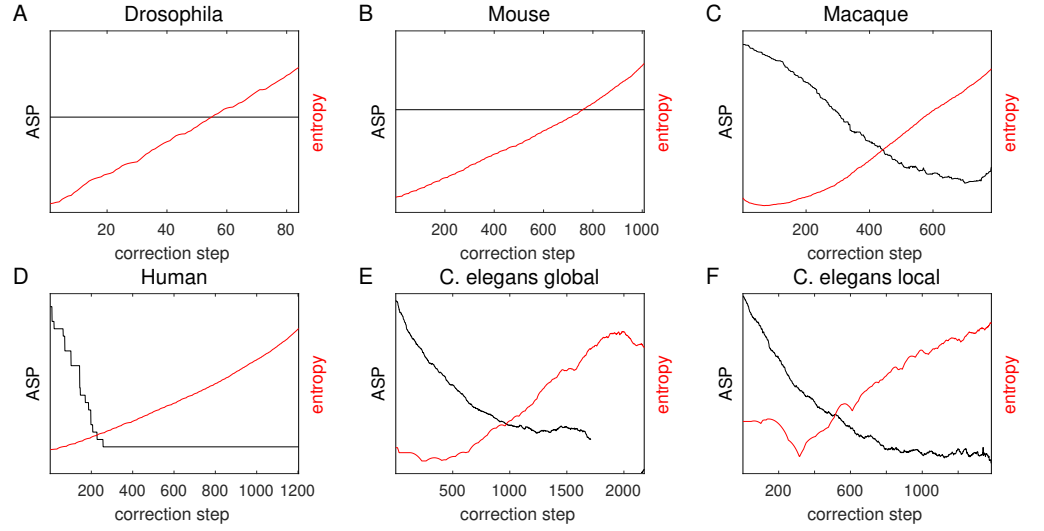 A Drosophila
ASP
entropy
20 40 60 80
correction step
B Mouse
ASP
entropy
200 400 600 800 1000
correction step
C Macaque
ASP
entropy
200 400 600
correction step
D Human
ASP
entropy
200 400 600 800 1000 1200
correction step
E C. elegans global
ASP
entropy
500 1000 1500 2000
correction step
F C. elegans local
ASP
entropy
200 600 1000
correction step